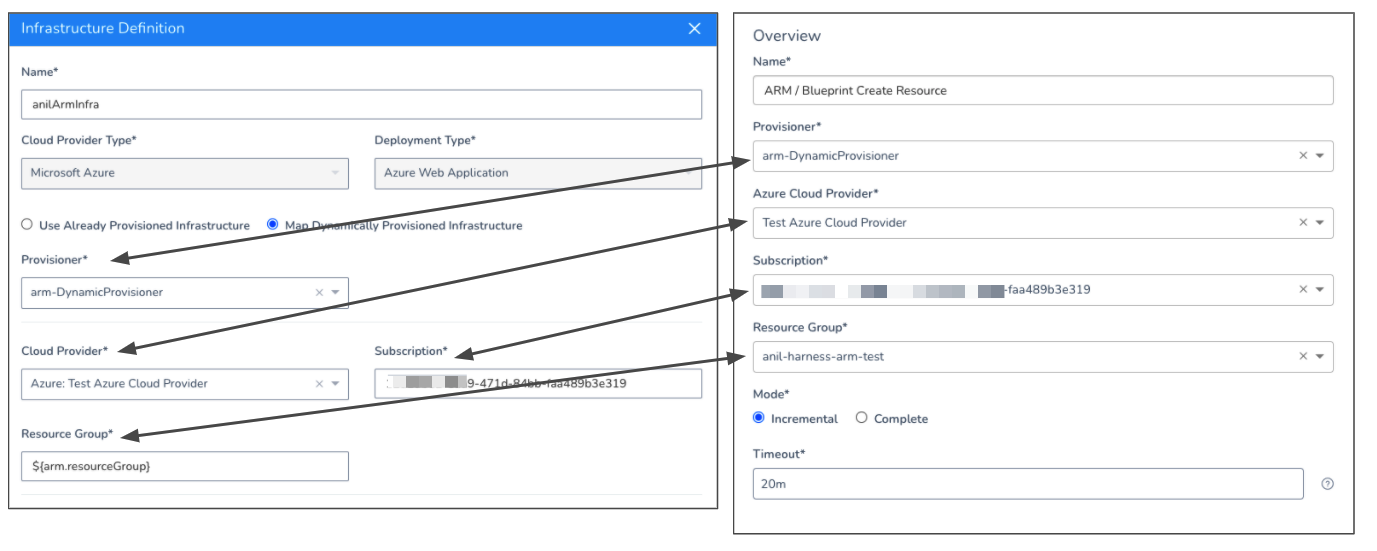 Infrastructure Definition
Name*
anilArmInfra
Cloud Provider Type*
Deployment Type*
Microsoft Azure
Azure Web Application
Use Already Provisioned Infrastructure
Map Dynamically Provisioned Infrastructure
Provisioner*
arm-DynamicProvisioner
Cloud Provider*
Subscription*
Azure: Test Azure Cloud Provider
9-471d-84bb-faa489b3e319
Resource Group*
${arm.resourceGroup}
Overview
Name*
ARM / Blueprint Create Resource
Provisioner*
arm-DynamicProvisioner
Azure Cloud Provider*
Test Azure Cloud Provider
Subscription*
-faa489b3e319
Resource Group*
anil-harness-arm-test
Mode*
Incremental
Complete
Timeout*
20m